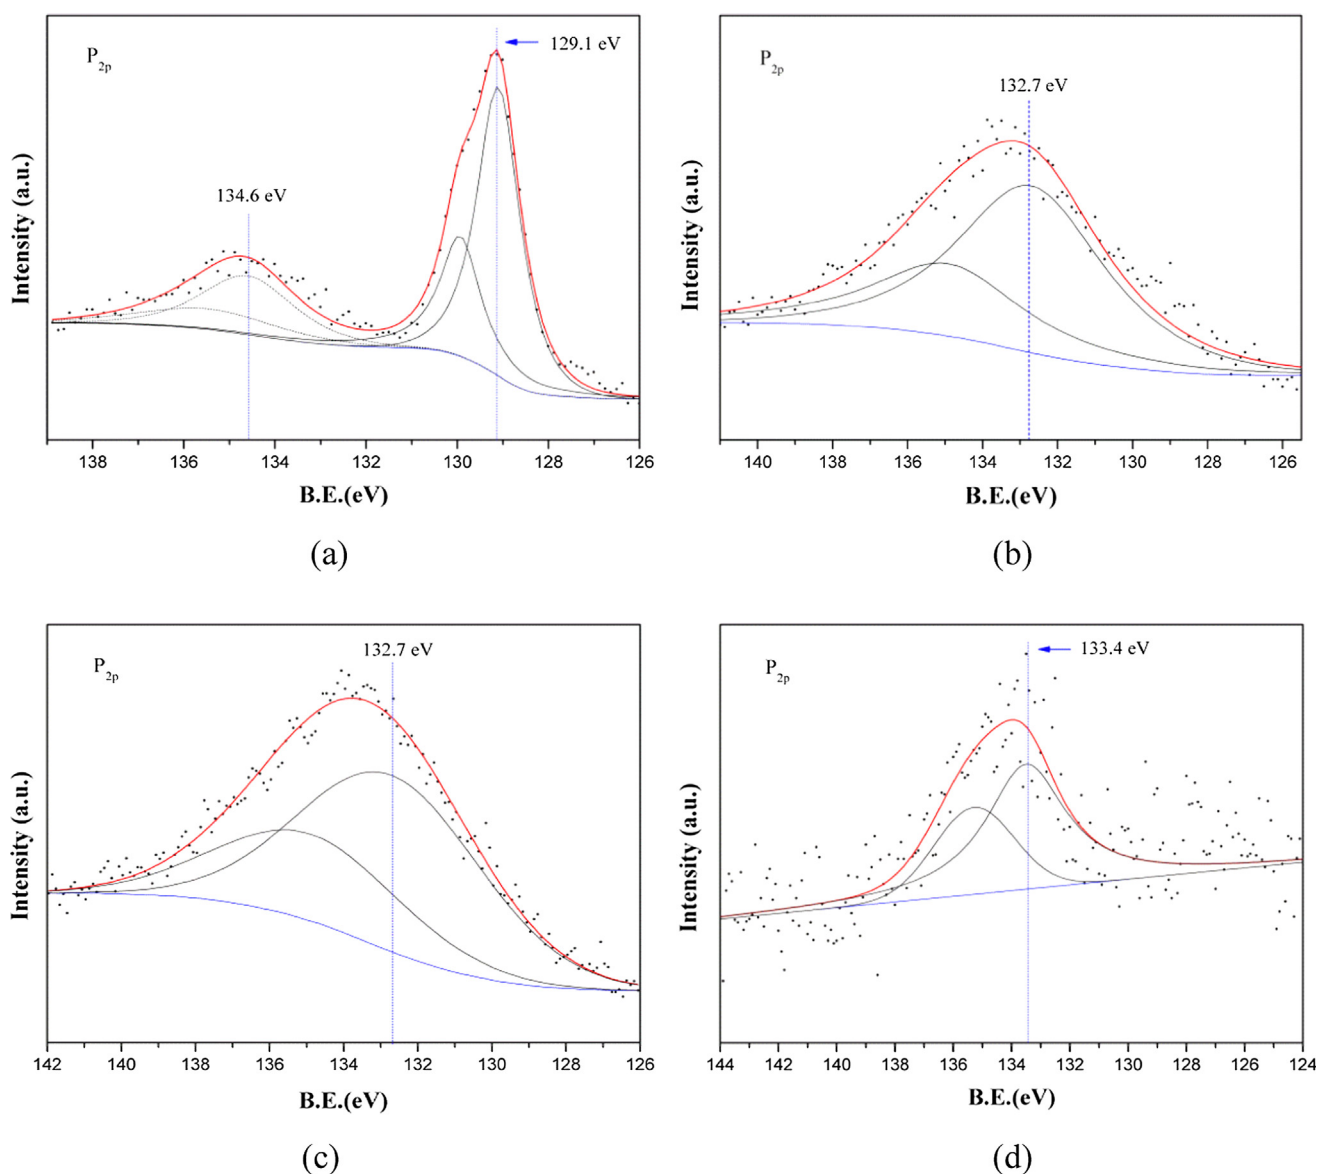 P2p
129.1 eV
134.6 eV
Intensity (a.u.)
138 136 134 132 130 128 126
B.E.(eV)
(a)
P2p
132.7 eV
Intensity (a.u.)
140 138 136 134 132 130 128 126
B.E.(eV)
(b)
P2p
132.7 eV
Intensity (a.u.)
142 140 138 136 134 132 130 128 126
B.E.(eV)
(c)
P2p
133.4 eV
Intensity (a.u.)
144 142 140 138 136 134 132 130 128 126 124
B.E.(eV)
(d)